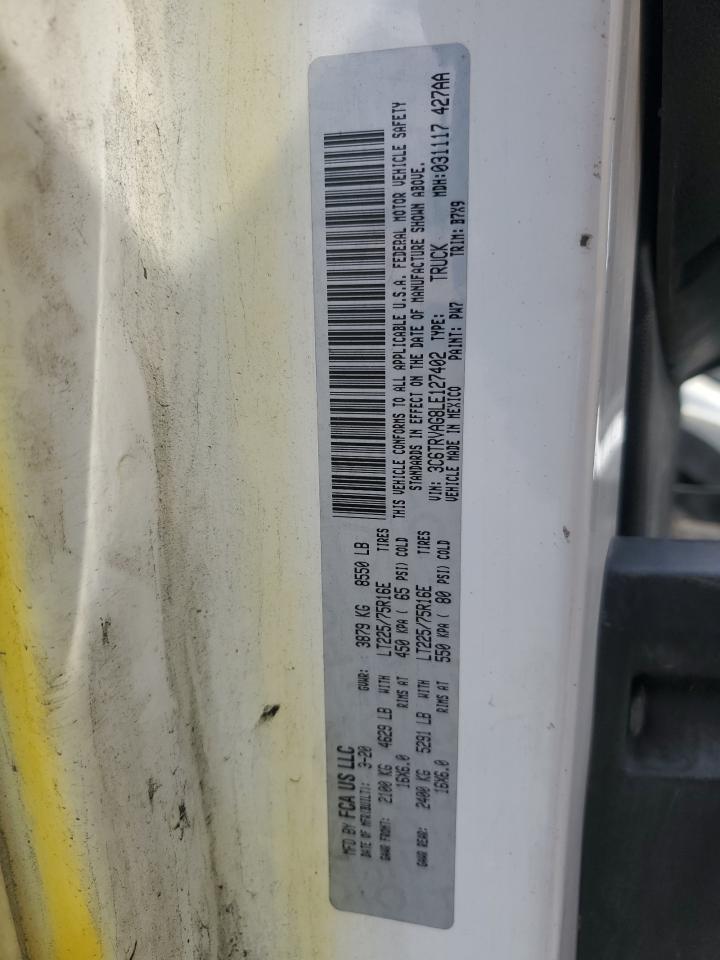 MFD BY FCA US LLC
DATE OF MFR(BUILT): 3-20 GVWR: 3879 KG 8550 LB
GAWR FRONT: 2100 KG 4629 LB WITH LT225/75R16E TIRES
16X6.0 RIMS AT 450 KPA ( 65 PSI) COLD
GAWR REAR: 2400 KG 5291 LB WITH LT225/75R16E TIRES
16X6.0 RIMS AT 550 KPA ( 80 PSI) COLD
THIS VEHICLE CONFORMS TO ALL APPLICABLE U.S.A. FEDERAL MOTOR VEHICLE SAFETY
STANDARDS IN EFFECT ON THE DATE OF MANUFACTURE SHOWN ABOVE.
VIN: 3C6TRVAG8LE127402 TYPE: TRUCK MDH:031117 427AA
VEHICLE MADE IN MEXICO PAINT: PW7 TRIM: B7X9